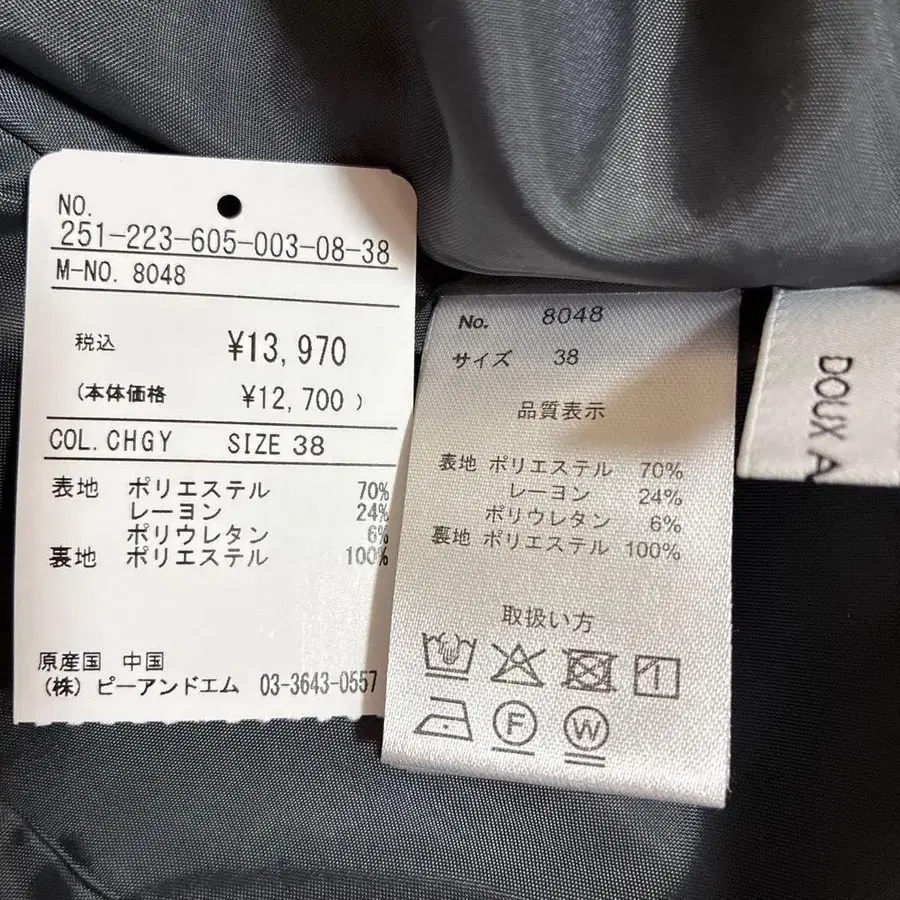 NO.
251-223-605-003-08-38
M-NO. 8048
税込 ¥13,970
(本体価格 ¥12,700 )
COL. CHGY SIZE 38
表地 ポリエステル 70%
レーヨン 24%
ポリウレタン 6%
裏地 ポリエステル 100%
原産国 中国
(株) ピーアンドエム 03-3643-0557
No. 8048
サイズ 38
品質表示
表地 ポリエステル 70%
レーヨン 24%
ポリウレタン 6%
裏地 ポリエステル 100%
取扱い方
F
W
DOUX A